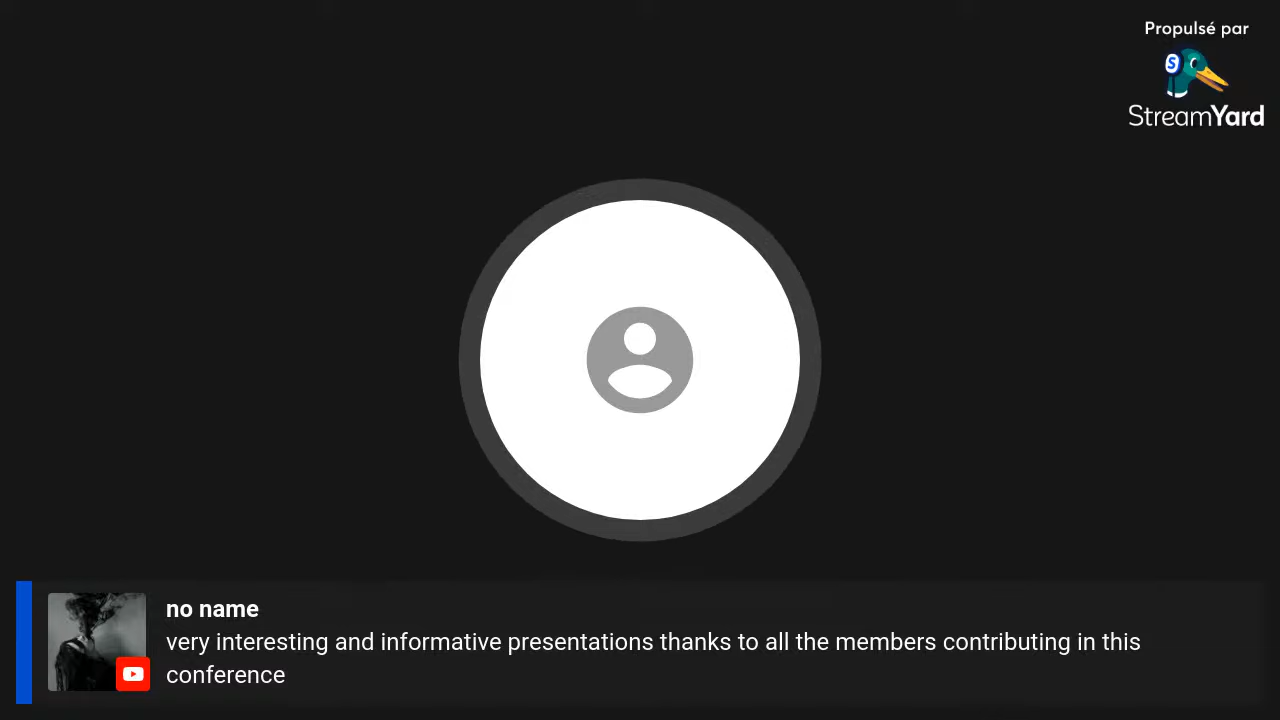 Propulsé par
S
StreamYard
no name
very interesting and informative presentations thanks to all the members contributing in this
conference